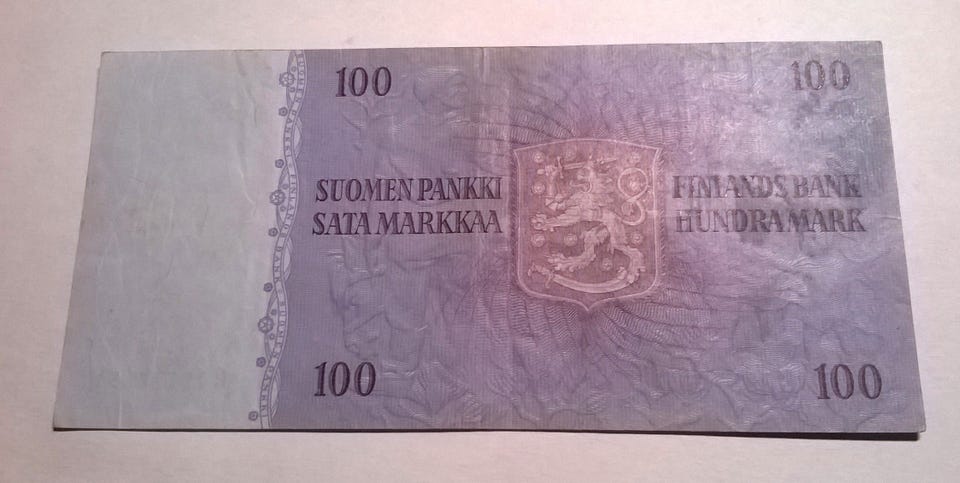 100
100
SUOMEN PANKKI
SATA MARKKAA
FINLANDS BANK
HUNDRA MARK
100
100